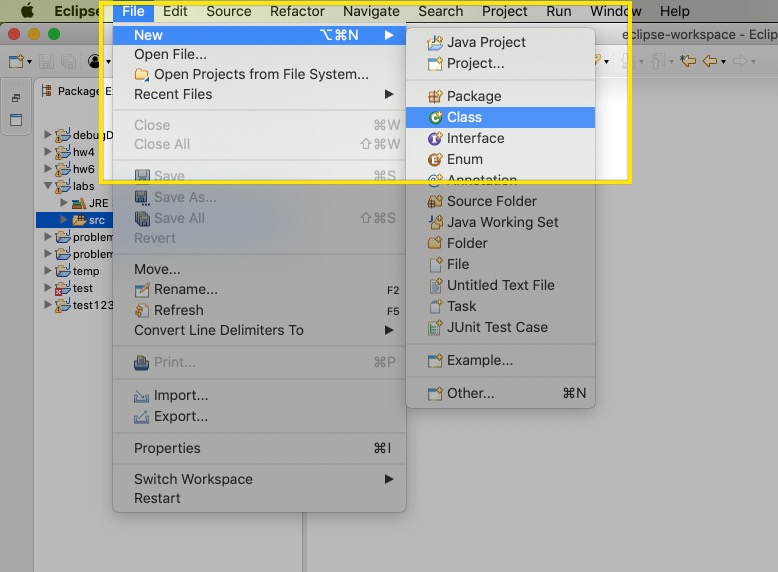 Eclipse File Edit Source Refactor Navigate Search Project Run Window Help
eclipse-workspace - Eclip
Package E
debugD
hw4
hw6
labs
JRE
src
problem
problem
temp
test
test123
New ⌥⌘N ▶
Open File...
Open Projects from File System...
Recent Files ▶
Close ⌘W
Close All ⇧⌘W
Save ⌘S
Save As...
Save All ⇧⌘S
Revert
Move...
Rename... F2
Refresh F5
Convert Line Delimiters To ▶
Print... ⌘P
Import...
Export...
Properties ⌘I
Switch Workspace ▶
Restart
Java Project
Project...
Package
Class
Interface
Enum
Annotation
Source Folder
Java Working Set
Folder
File
Untitled Text File
Task
JUnit Test Case
Example...
Other... ⌘N